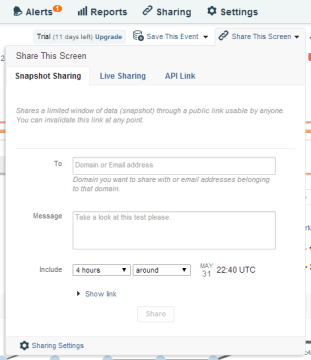 Alerts 1 Reports Sharing Settings
Trial (11 days left) Upgrade Save This Event Share This Screen
Share This Screen
Snapshot Sharing Live Sharing API Link
Shares a limited window of data (snapshot) through a public link usable by anyone.
You can invalidate this link at any point.
To Domain or Email address
Domain you want to share with or email addresses belonging
to that domain.
Message Take a look at this test please.
Include 4 hours around MAY 31 22:40 UTC
Show link
Share
Sharing Settings